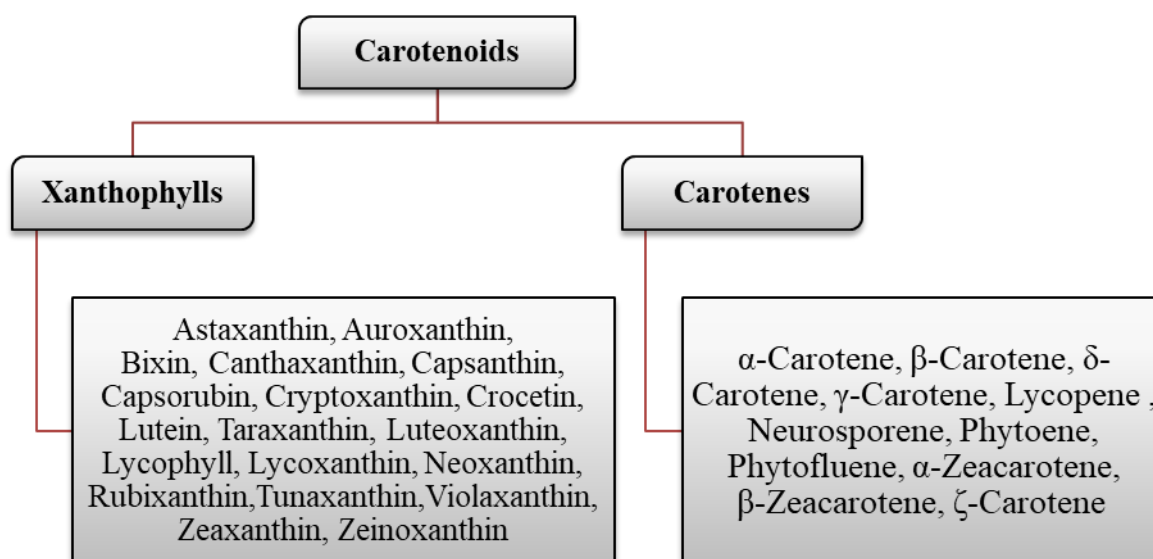 Carotenoids
Xanthophylls
Carotenes
Astaxanthin, Auroxanthin,
Bixin, Canthaxanthin, Capsanthin,
Capsorubin, Cryptoxanthin, Crocetin,
Lutein, Taraxanthin, Luteoxanthin,
Lycophyll, Lycoxanthin, Neoxanthin,
Rubixanthin,Tunaxanthin,Violaxanthin,
Zeaxanthin, Zeinoxanthin
α-Carotene, β-Carotene, δ-
Carotene, γ-Carotene, Lycopene ,
Neurosporene, Phytoene,
Phytofluene, α-Zeacarotene,
β-Zeacarotene, ζ-Carotene